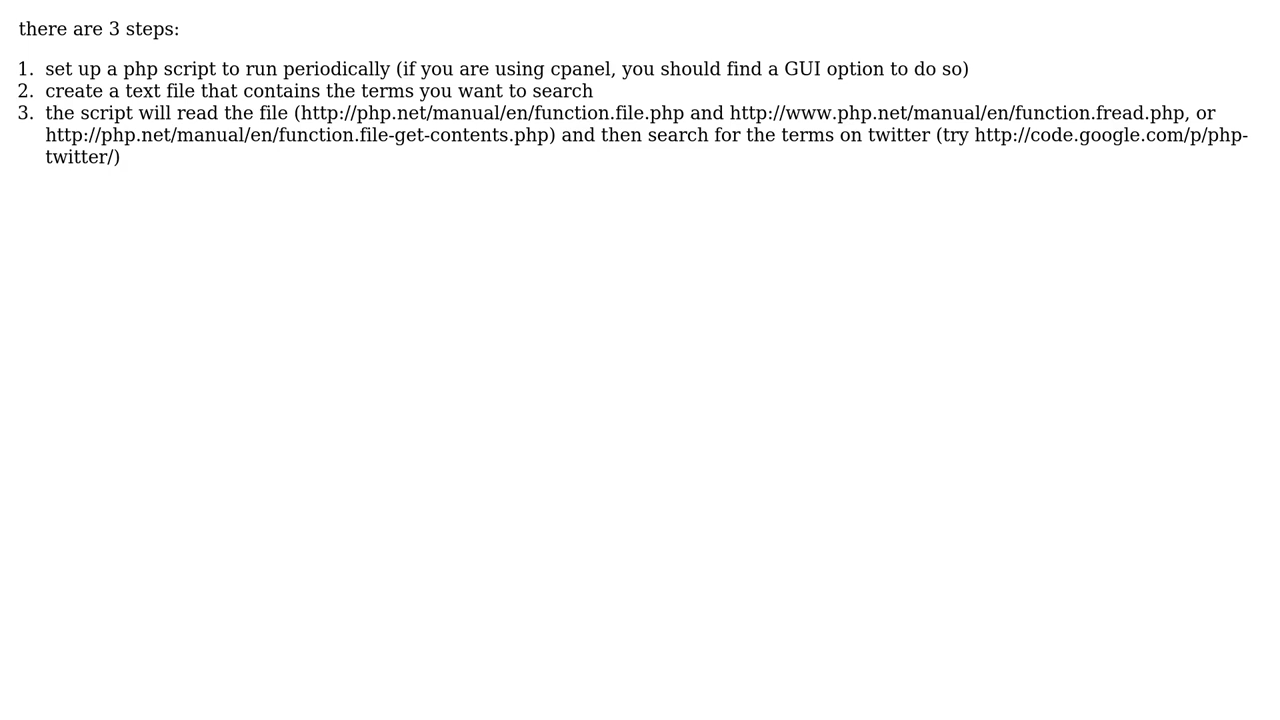 there are 3 steps:
1. set up a php script to run periodically (if you are using cpanel, you should find a GUI option to do so)
2. create a text file that contains the terms you want to search
3. the script will read the file (http://php.net/manual/en/function.file.php and http://www.php.net/manual/en/function.fread.php, or
http://php.net/manual/en/function.file-get-contents.php) and then search for the terms on twitter (try http://code.google.com/p/php-
twitter/)